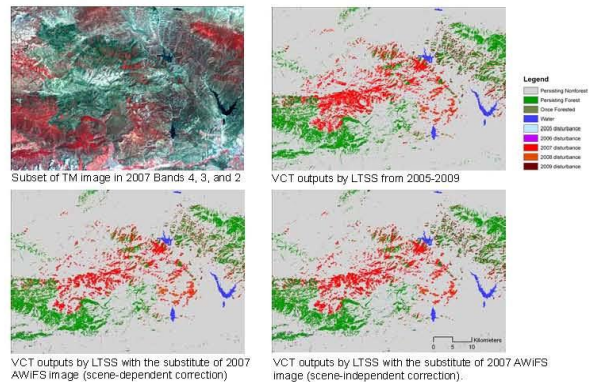 Subset of TM image in 2007 Bands 4, 3, and 2
VCT outputs by LTSS from 2005-2009
Legend
Persisting Nonforest
Persisting Forest
Once Forested
Water
2005 disturbance
2006 disturbance
2007 disturbance
2008 disturbance
2009 disturbance
VCT outputs by LTSS with the substitute of 2007
AWiFS image (scene-dependent correction)
0 5 10
Kilometers
VCT outputs by LTSS with the substitute of 2007 AWiFS
image (scene-independent correction).